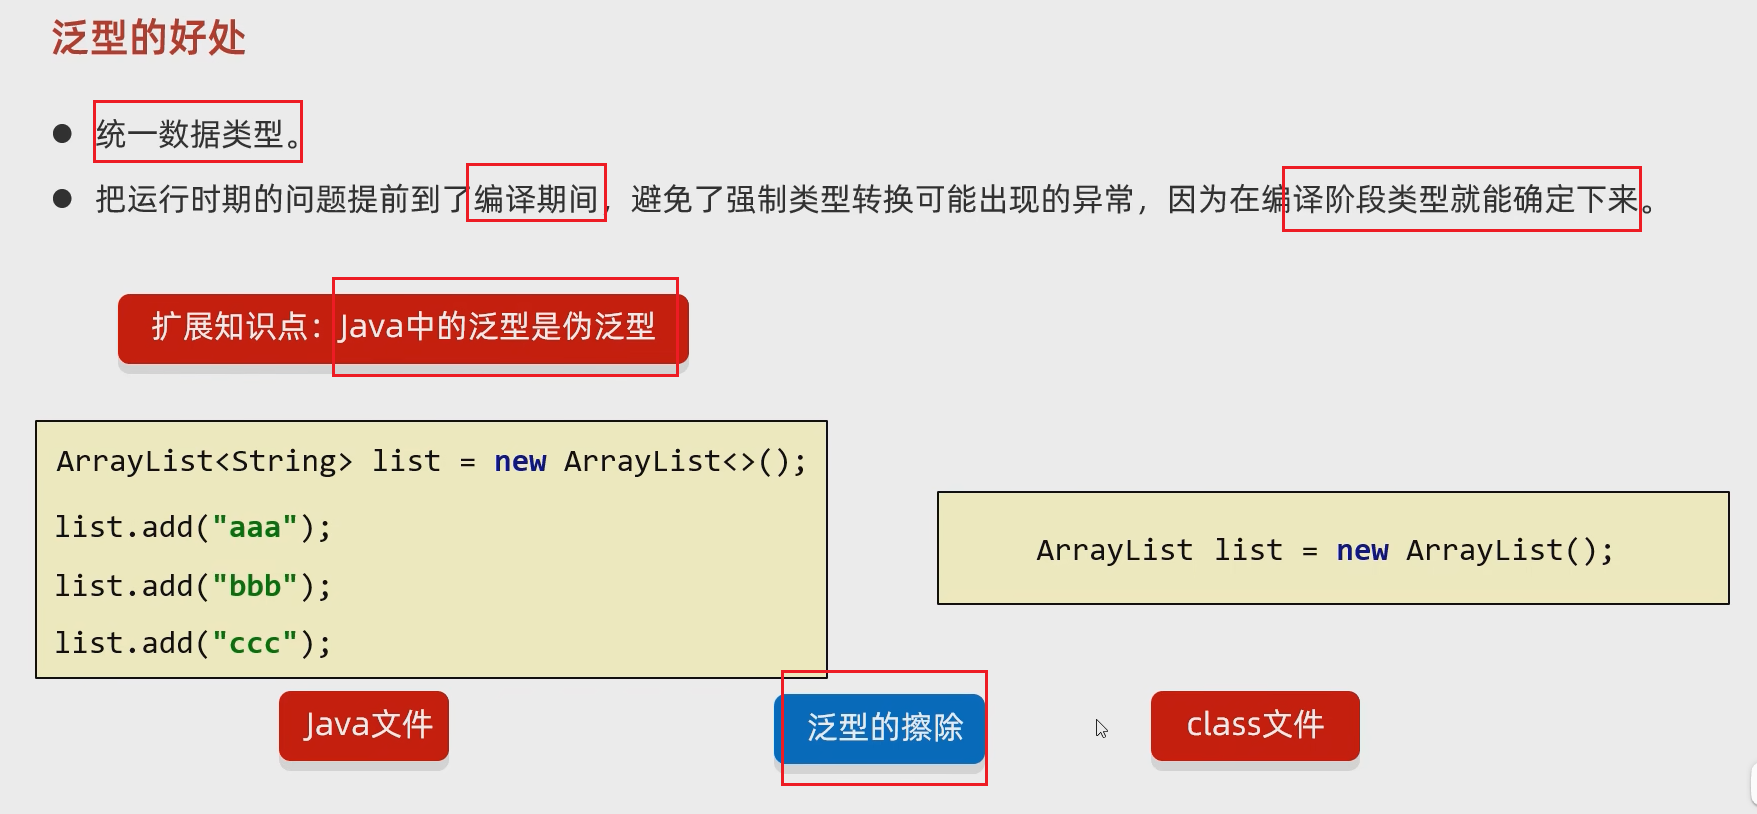 泛型的好处
统一数据类型。
把运行时期的问题提前到了编译期间，避免了强制类型转换可能出现的异常，因为在编译阶段类型就能确定下来。
扩展知识点：Java中的泛型是伪泛型
ArrayList<String> list = new ArrayList<>();
list.add("aaa");
list.add("bbb");
list.add("ccc");
ArrayList list = new ArrayList();
Java文件
泛型的擦除
class文件